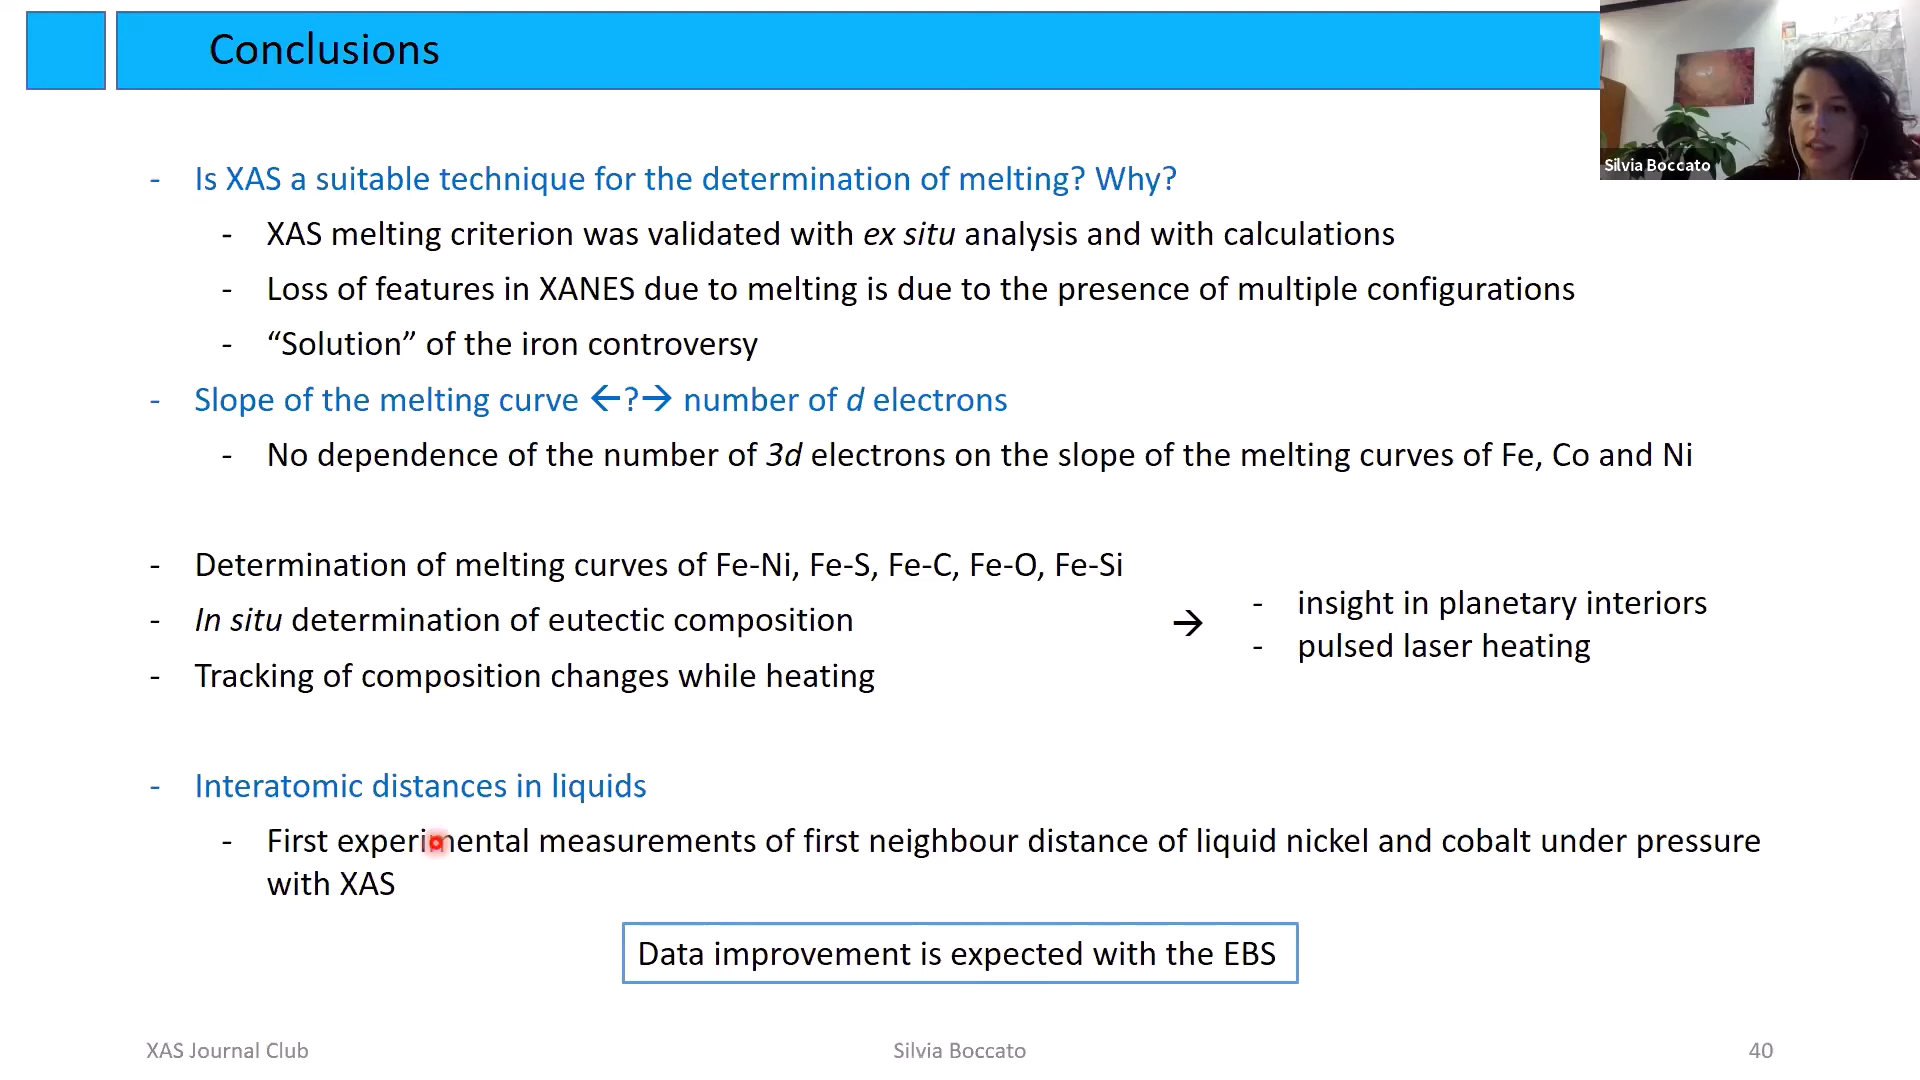 Conclusions
Silvia Boccato
- Is XAS a suitable technique for the determination of melting? Why?
- XAS melting criterion was validated with ex situ analysis and with calculations
- Loss of features in XANES due to melting is due to the presence of multiple configurations
- “Solution” of the iron controversy
- Slope of the melting curve ←?→ number of d electrons
- No dependence of the number of 3d electrons on the slope of the melting curves of Fe, Co and Ni
- Determination of melting curves of Fe-Ni, Fe-S, Fe-C, Fe-O, Fe-Si
- In situ determination of eutectic composition
- Tracking of composition changes while heating
→
- insight in planetary interiors
- pulsed laser heating
- Interatomic distances in liquids
- First experimental measurements of first neighbour distance of liquid nickel and cobalt under pressure
with XAS
Data improvement is expected with the EBS
XAS Journal Club
Silvia Boccato
40